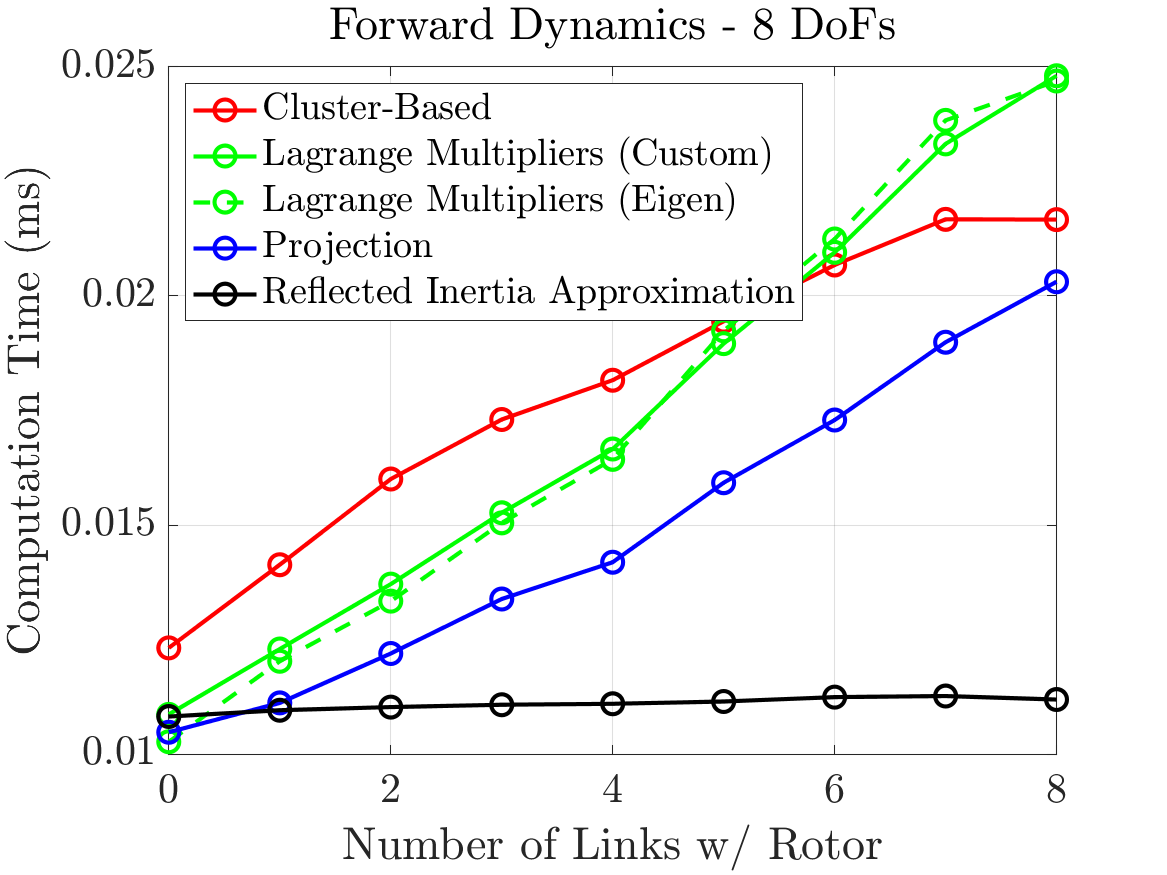 Forward Dynamics - 8 DoFs
0.025
0.02
0.015
0.01
Computation Time (ms)
Cluster-Based
Lagrange Multipliers (Custom)
Lagrange Multipliers (Eigen)
Projection
Reflected Inertia Approximation
0 2 4 6 8
Number of Links w/ Rotor